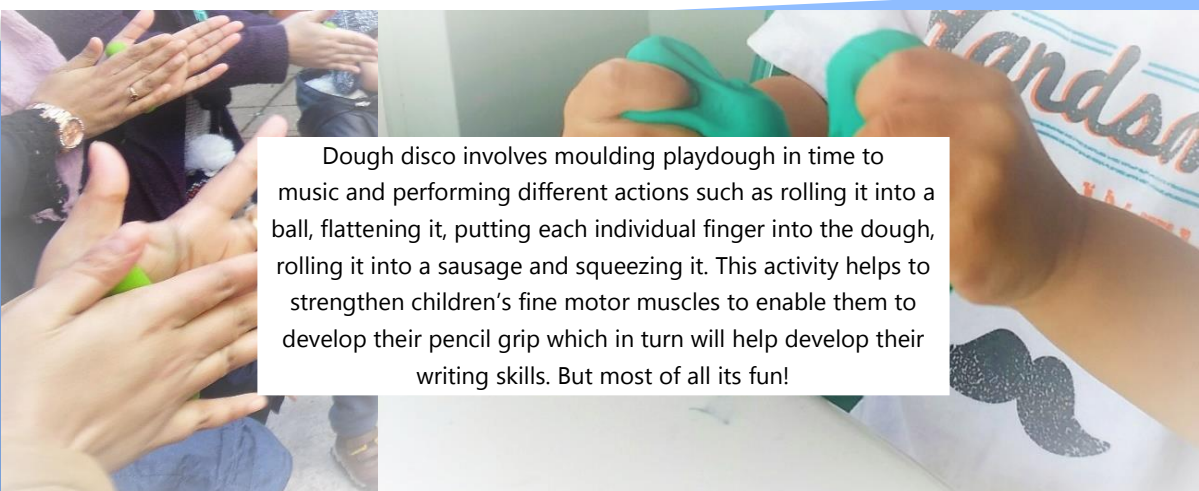 Handsom
Dough disco involves moulding playdough in time to
music and performing different actions such as rolling it into a
ball, flattening it, putting each individual finger into the dough,
rolling it into a sausage and squeezing it. This activity helps to
strengthen children's fine motor muscles to enable them to
develop their pencil grip which in turn will help develop their
writing skills. But most of all its fun!